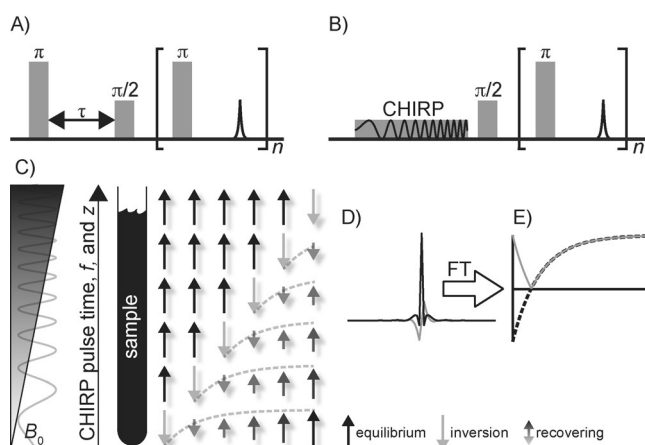 A)
π
τ
π/2
π
n
B)
CHIRP
π/2
π
n
C)
B0
CHIRP pulse time, f, and z
sample
D)
FT
E)
equilibrium
inversion
recovering